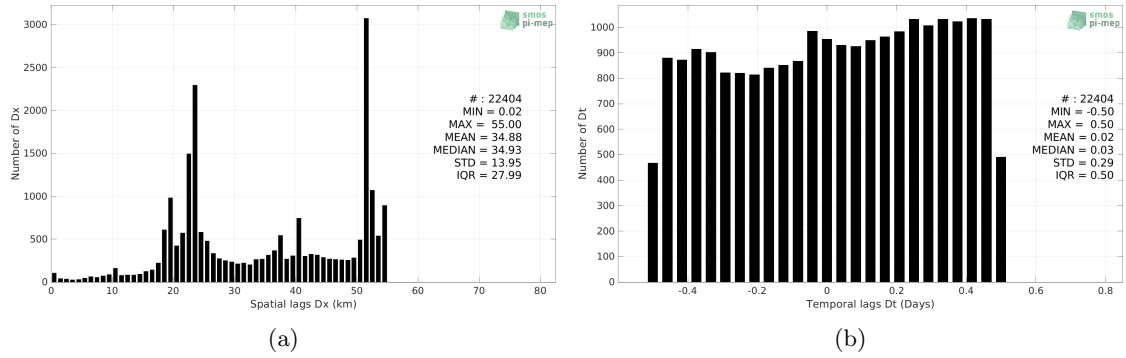 3000
2500
2000
1500
1000
500
0
Number of Dx
smos
pi-mep
# : 22404
MIN = 0.02
MAX = 55.00
MEAN = 34.88
MEDIAN = 34.93
STD = 13.95
IQR = 27.99
0 10 20 30 40 50 60 70 80
Spatial lags Dx (km)
(a)
1000
900
800
700
600
500
400
300
200
100
0
Number of Dt
smos
pi-mep
# : 22404
MIN = -0.50
MAX = 0.50
MEAN = 0.02
MEDIAN = 0.03
STD = 0.29
IQR = 0.50
-0.4 -0.2 0 0.2 0.4 0.6 0.8
Temporal lags Dt (Days)
(b)